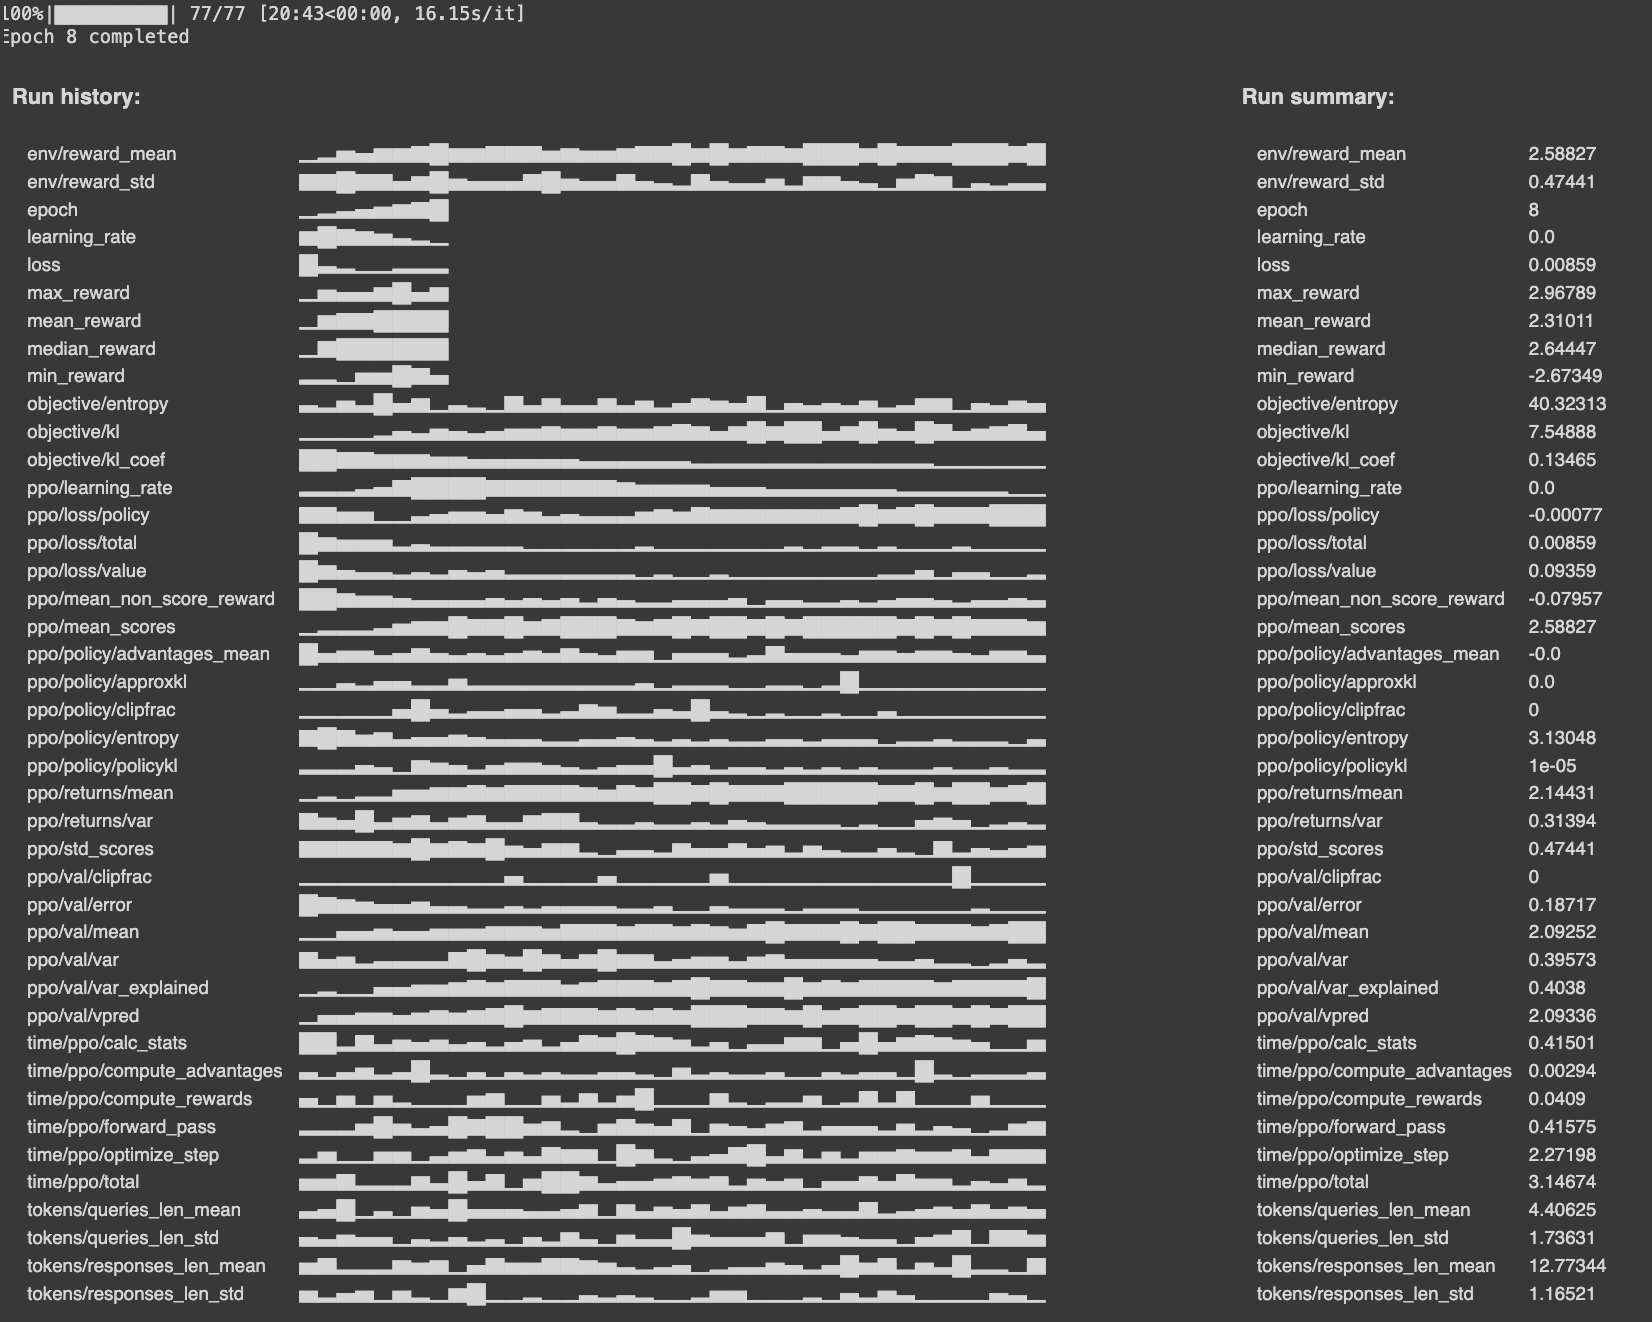 100%|██████████| 77/77 [20:43<00:00, 16.15s/it]
Epoch 8 completed
Run history:
env/reward_mean
env/reward_std
epoch
learning_rate
loss
max_reward
mean_reward
median_reward
min_reward
objective/entropy
objective/kl
objective/kl_coef
ppo/learning_rate
ppo/loss/policy
ppo/loss/total
ppo/loss/value
ppo/mean_non_score_reward
ppo/mean_scores
ppo/policy/advantages_mean
ppo/policy/approxkl
ppo/policy/clipfrac
ppo/policy/entropy
ppo/policy/policykl
ppo/returns/mean
ppo/returns/var
ppo/std_scores
ppo/val/clipfrac
ppo/val/error
ppo/val/mean
ppo/val/var
ppo/val/var_explained
ppo/val/vpred
time/ppo/calc_stats
time/ppo/compute_advantages
time/ppo/compute_rewards
time/ppo/forward_pass
time/ppo/optimize_step
time/ppo/total
tokens/queries_len_mean
tokens/queries_len_std
tokens/responses_len_mean
tokens/responses_len_std
Run summary:
env/reward_mean 2.58827
env/reward_std 0.47441
epoch 8
learning_rate 0.0
loss 0.00859
max_reward 2.96789
mean_reward 2.31011
median_reward 2.64447
min_reward -2.67349
objective/entropy 40.32313
objective/kl 7.54888
objective/kl_coef 0.13465
ppo/learning_rate 0.0
ppo/loss/policy -0.00077
ppo/loss/total 0.00859
ppo/loss/value 0.09359
ppo/mean_non_score_reward -0.07957
ppo/mean_scores 2.58827
ppo/policy/advantages_mean -0.0
ppo/policy/approxkl 0.0
ppo/policy/clipfrac 0
ppo/policy/entropy 3.13048
ppo/policy/policykl 1e-05
ppo/returns/mean 2.14431
ppo/returns/var 0.31394
ppo/std_scores 0.47441
ppo/val/clipfrac 0
ppo/val/error 0.18717
ppo/val/mean 2.09252
ppo/val/var 0.39573
ppo/val/var_explained 0.4038
ppo/val/vpred 2.09336
time/ppo/calc_stats 0.41501
time/ppo/compute_advantages 0.00294
time/ppo/compute_rewards 0.0409
time/ppo/forward_pass 0.41575
time/ppo/optimize_step 2.27198
time/ppo/total 3.14674
tokens/queries_len_mean 4.40625
tokens/queries_len_std 1.73631
tokens/responses_len_mean 12.77344
tokens/responses_len_std 1.16521